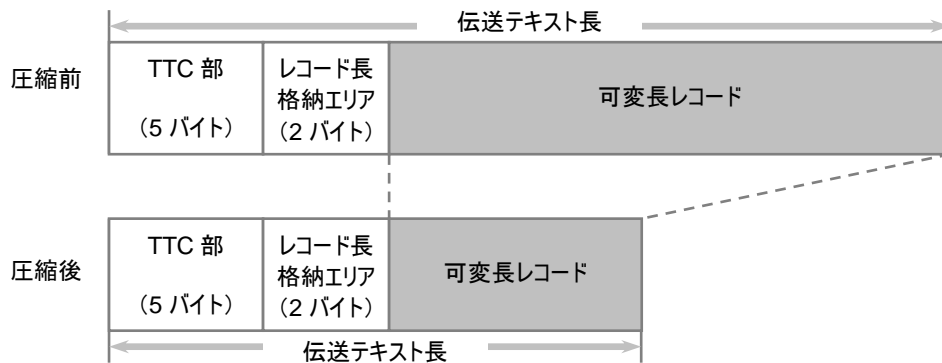 伝送テキスト長
圧縮前
TTC 部
(5 バイト)
レコード長
格納エリア
(2 バイト)
可変長レコード
圧縮後
TTC 部
(5 バイト)
レコード長
格納エリア
(2 バイト)
可変長レコード
伝送テキスト長